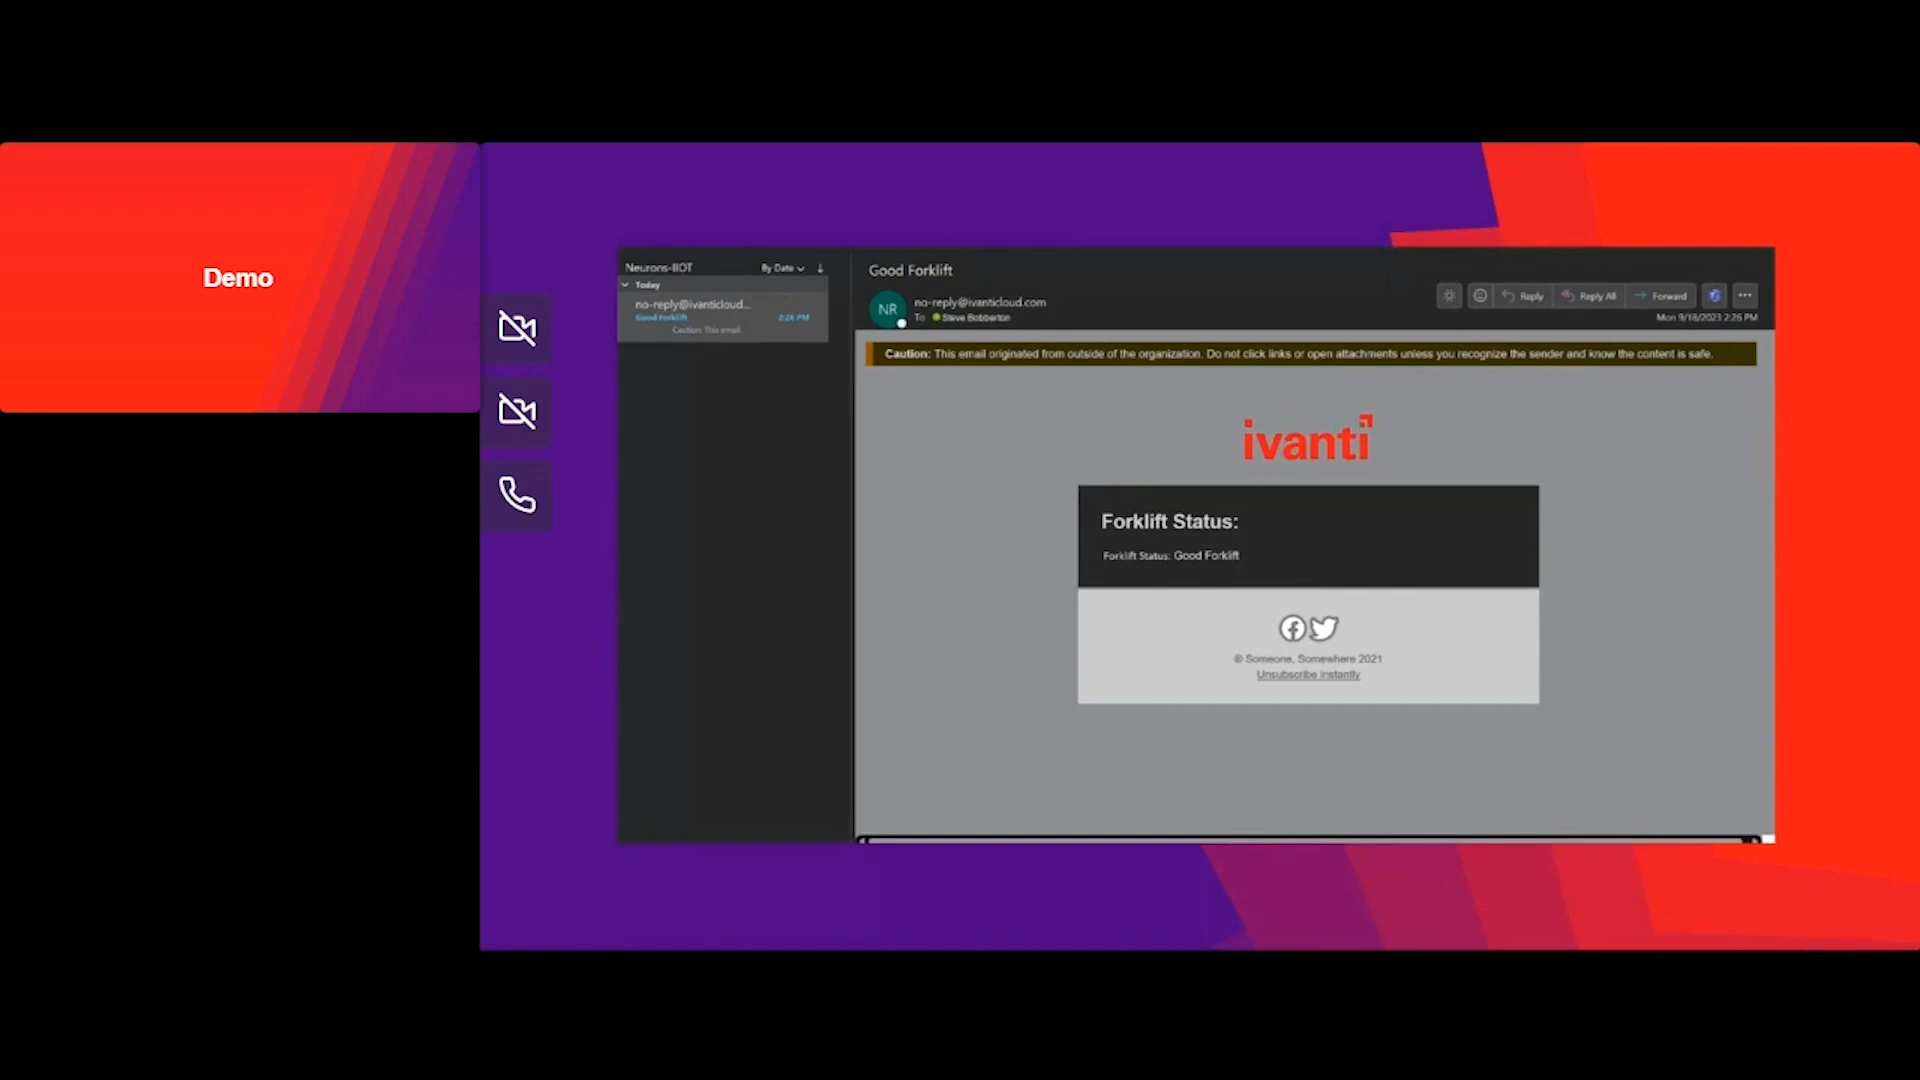 Demo
Neurons-IIOT
By Date
Today
no-reply@ivanticloud...
Good Forklift
2:26 PM
Caution: This email
Good Forklift
NR
no-reply@ivanticloud.com
To Steve Bobberton
Reply
Reply All
Forward
Mon 9/18/2023 2:26 PM
Caution: This email originated from outside of the organization. Do not click links or open attachments unless you recognize the sender and know the content is safe.
ivanti
Forklift Status:
Forklift Status: Good Forklift
® Someone, Somewhere 2021
Unsubscribe Instantly